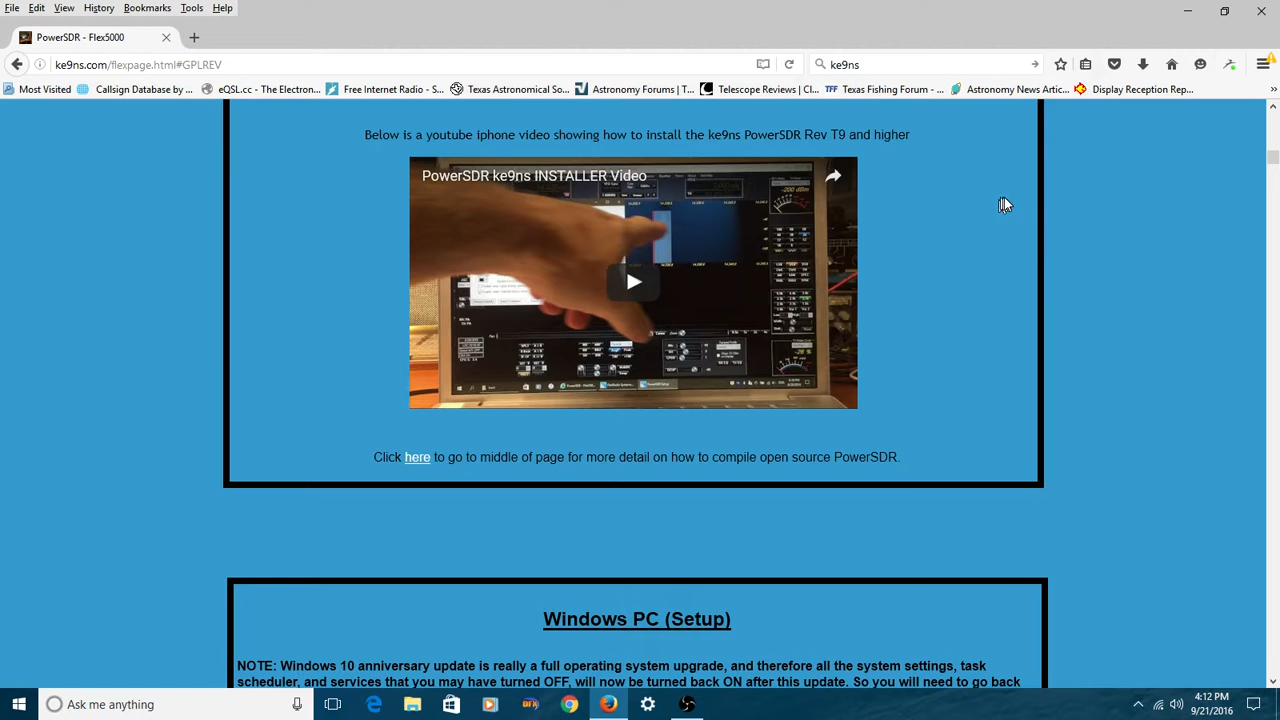 File Edit View History Bookmarks Tools Help
PowerSDR - Flex5000
ke9ns.com/flexpage.html#GPLREV
ke9ns
Most Visited Callsign Database by ... eQSL.cc - The Electron... Free Internet Radio - S... Texas Astronomical So... Astronomy Forums | T... Telescope Reviews | Cl... TFF Texas Fishing Forum - ... Astronomy News Arti... Display Reception Rep...
Below is a youtube iphone video showing how to install the ke9ns PowerSDR Rev T9 and higher
PowerSDR ke9ns INSTALLER Video
Click here to go to middle of page for more detail on how to compile open source PowerSDR.
Windows PC (Setup)
NOTE: Windows 10 anniversary update is really a full operating system upgrade, and therefore all the system settings, task
scheduler, and services that you may have turned OFF, will now be turned back ON after this update. So you will need to go back
Ask me anything
4:12 PM
9/21/2016